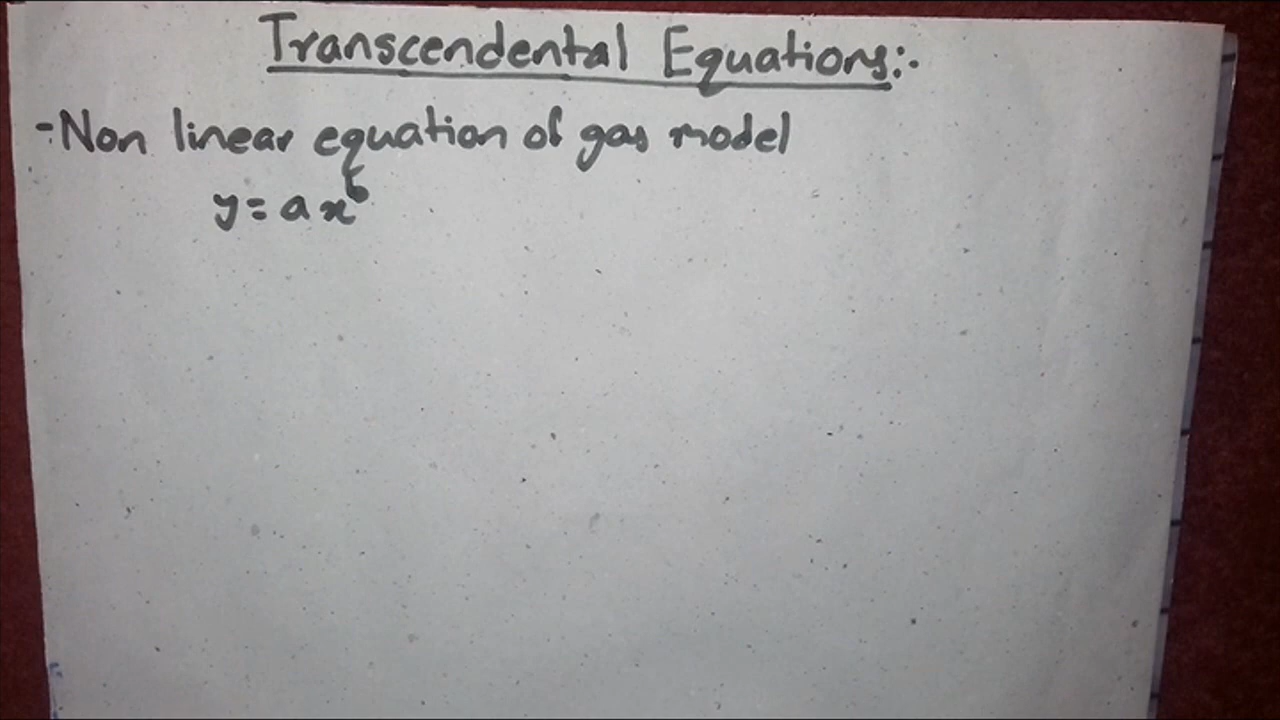 Transcendental Equations:-
- Non linear equation of gas model
y = a x^b